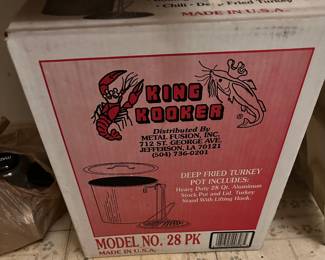 Chili - Deep Fried Turkey
MADE IN U.S.A.
KING
KOOKER
Distributed By
METAL FUSION, INC.
712 ST. GEORGE AVE.
JEFFERSON, LA 70121
(504) 736-0201
DEEP FRIED TURKEY
POT INCLUDES:
Heavy Duty 28 Qt. Aluminum
Stock Pot and Lid. Turkey
Stand With Lifting Hook.
MODEL NO. 28 PK
MADE IN U.S.A.